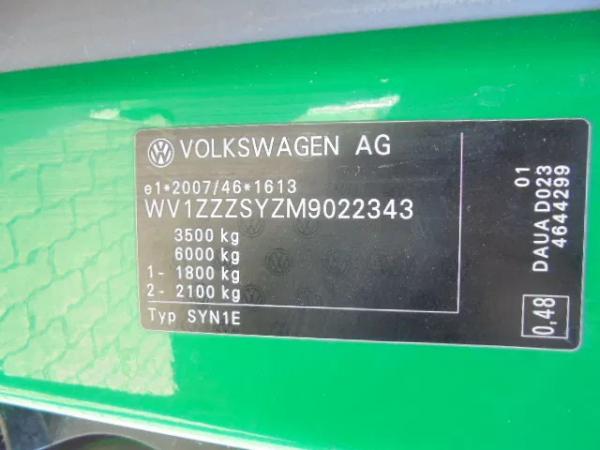 VOLKSWAGEN AG
e1*2007/46*1613
WV1ZZZSYZM9022343
3500 kg
6000 kg
1- 1800 kg
2- 2100 kg
Typ SYN1E
01
DAUA D023
4644299
0,48